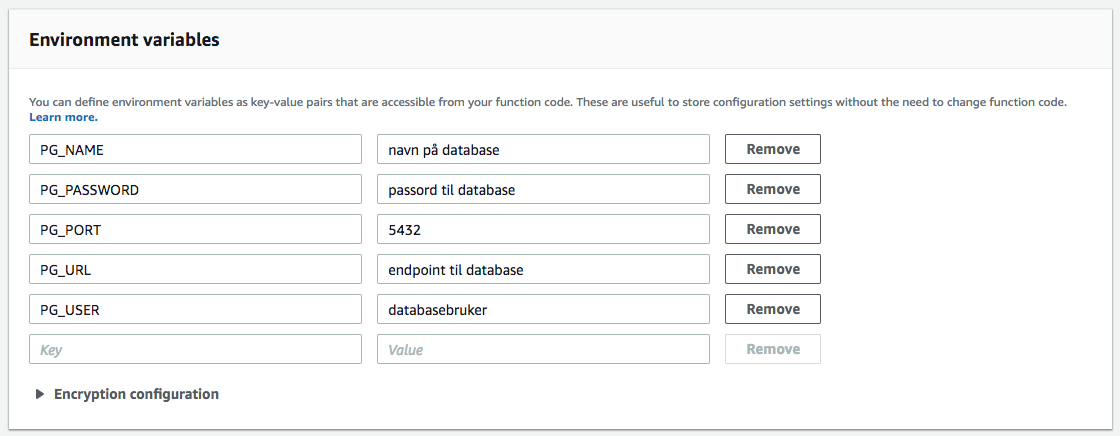 Environment variables
You can define environment variables as key-value pairs that are accessible from your function code. These are useful to store configuration settings without the need to change function code.
Learn more.
PG_NAME navn på database Remove
PG_PASSWORD passord til database Remove
PG_PORT 5432 Remove
PG_URL endpoint til database Remove
PG_USER databasebruker Remove
Key Value Remove
Encryption configuration